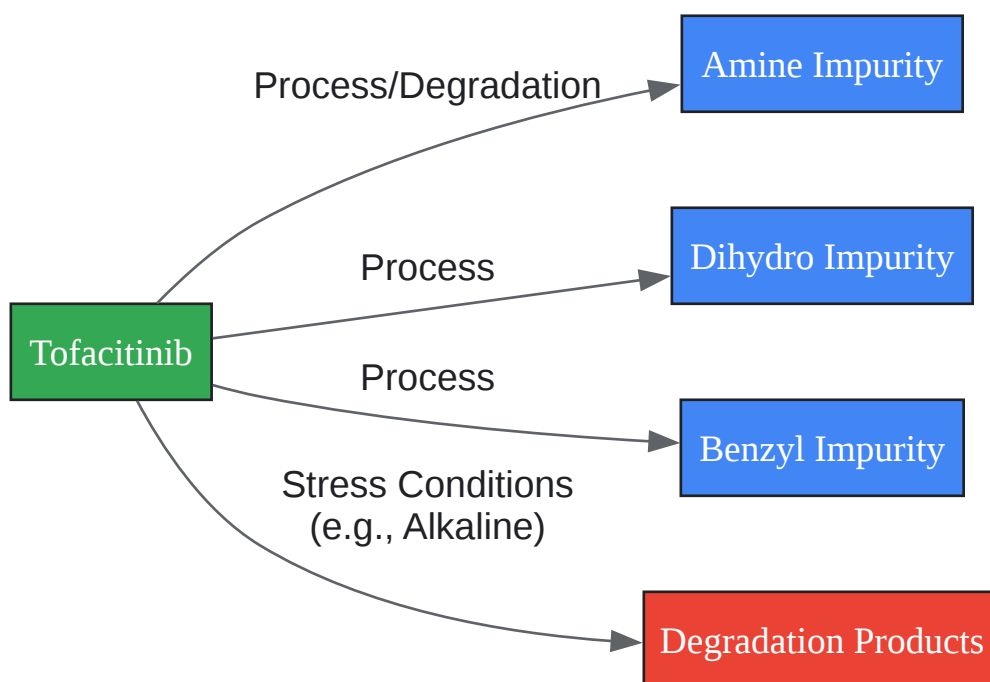 Amine Impurity
Process/Degradation
Dihydro Impurity
Process
Tofacitinib
Process
Benzyl Impurity
Stress Conditions
(e.g., Alkaline)
Degradation Products